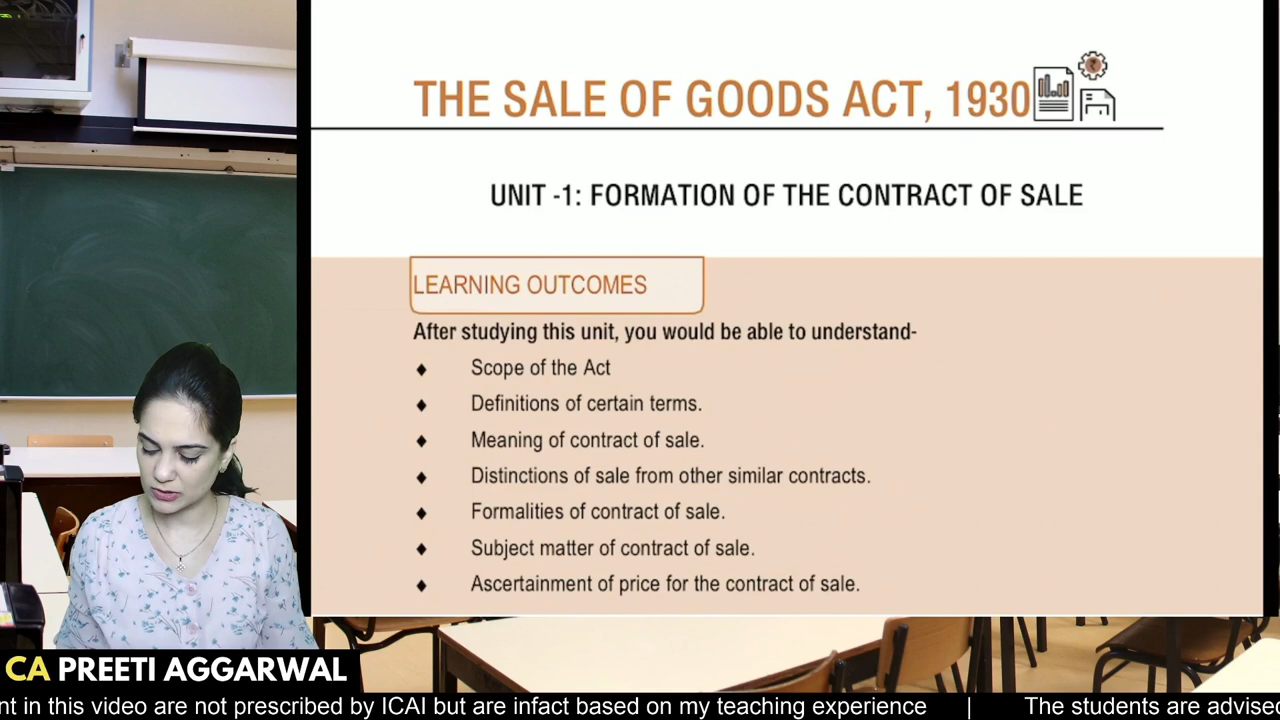 THE SALE OF GOODS ACT, 1930
UNIT -1: FORMATION OF THE CONTRACT OF SALE
LEARNING OUTCOMES
After studying this unit, you would be able to understand-
♦ Scope of the Act
♦ Definitions of certain terms.
♦ Meaning of contract of sale.
♦ Distinctions of sale from other similar contracts.
♦ Formalities of contract of sale.
♦ Subject matter of contract of sale.
♦ Ascertainment of price for the contract of sale.
CA PREETI AGGARWAL
nt in this video are not prescribed by ICAI but are infact based on my teaching experience | The students are advised